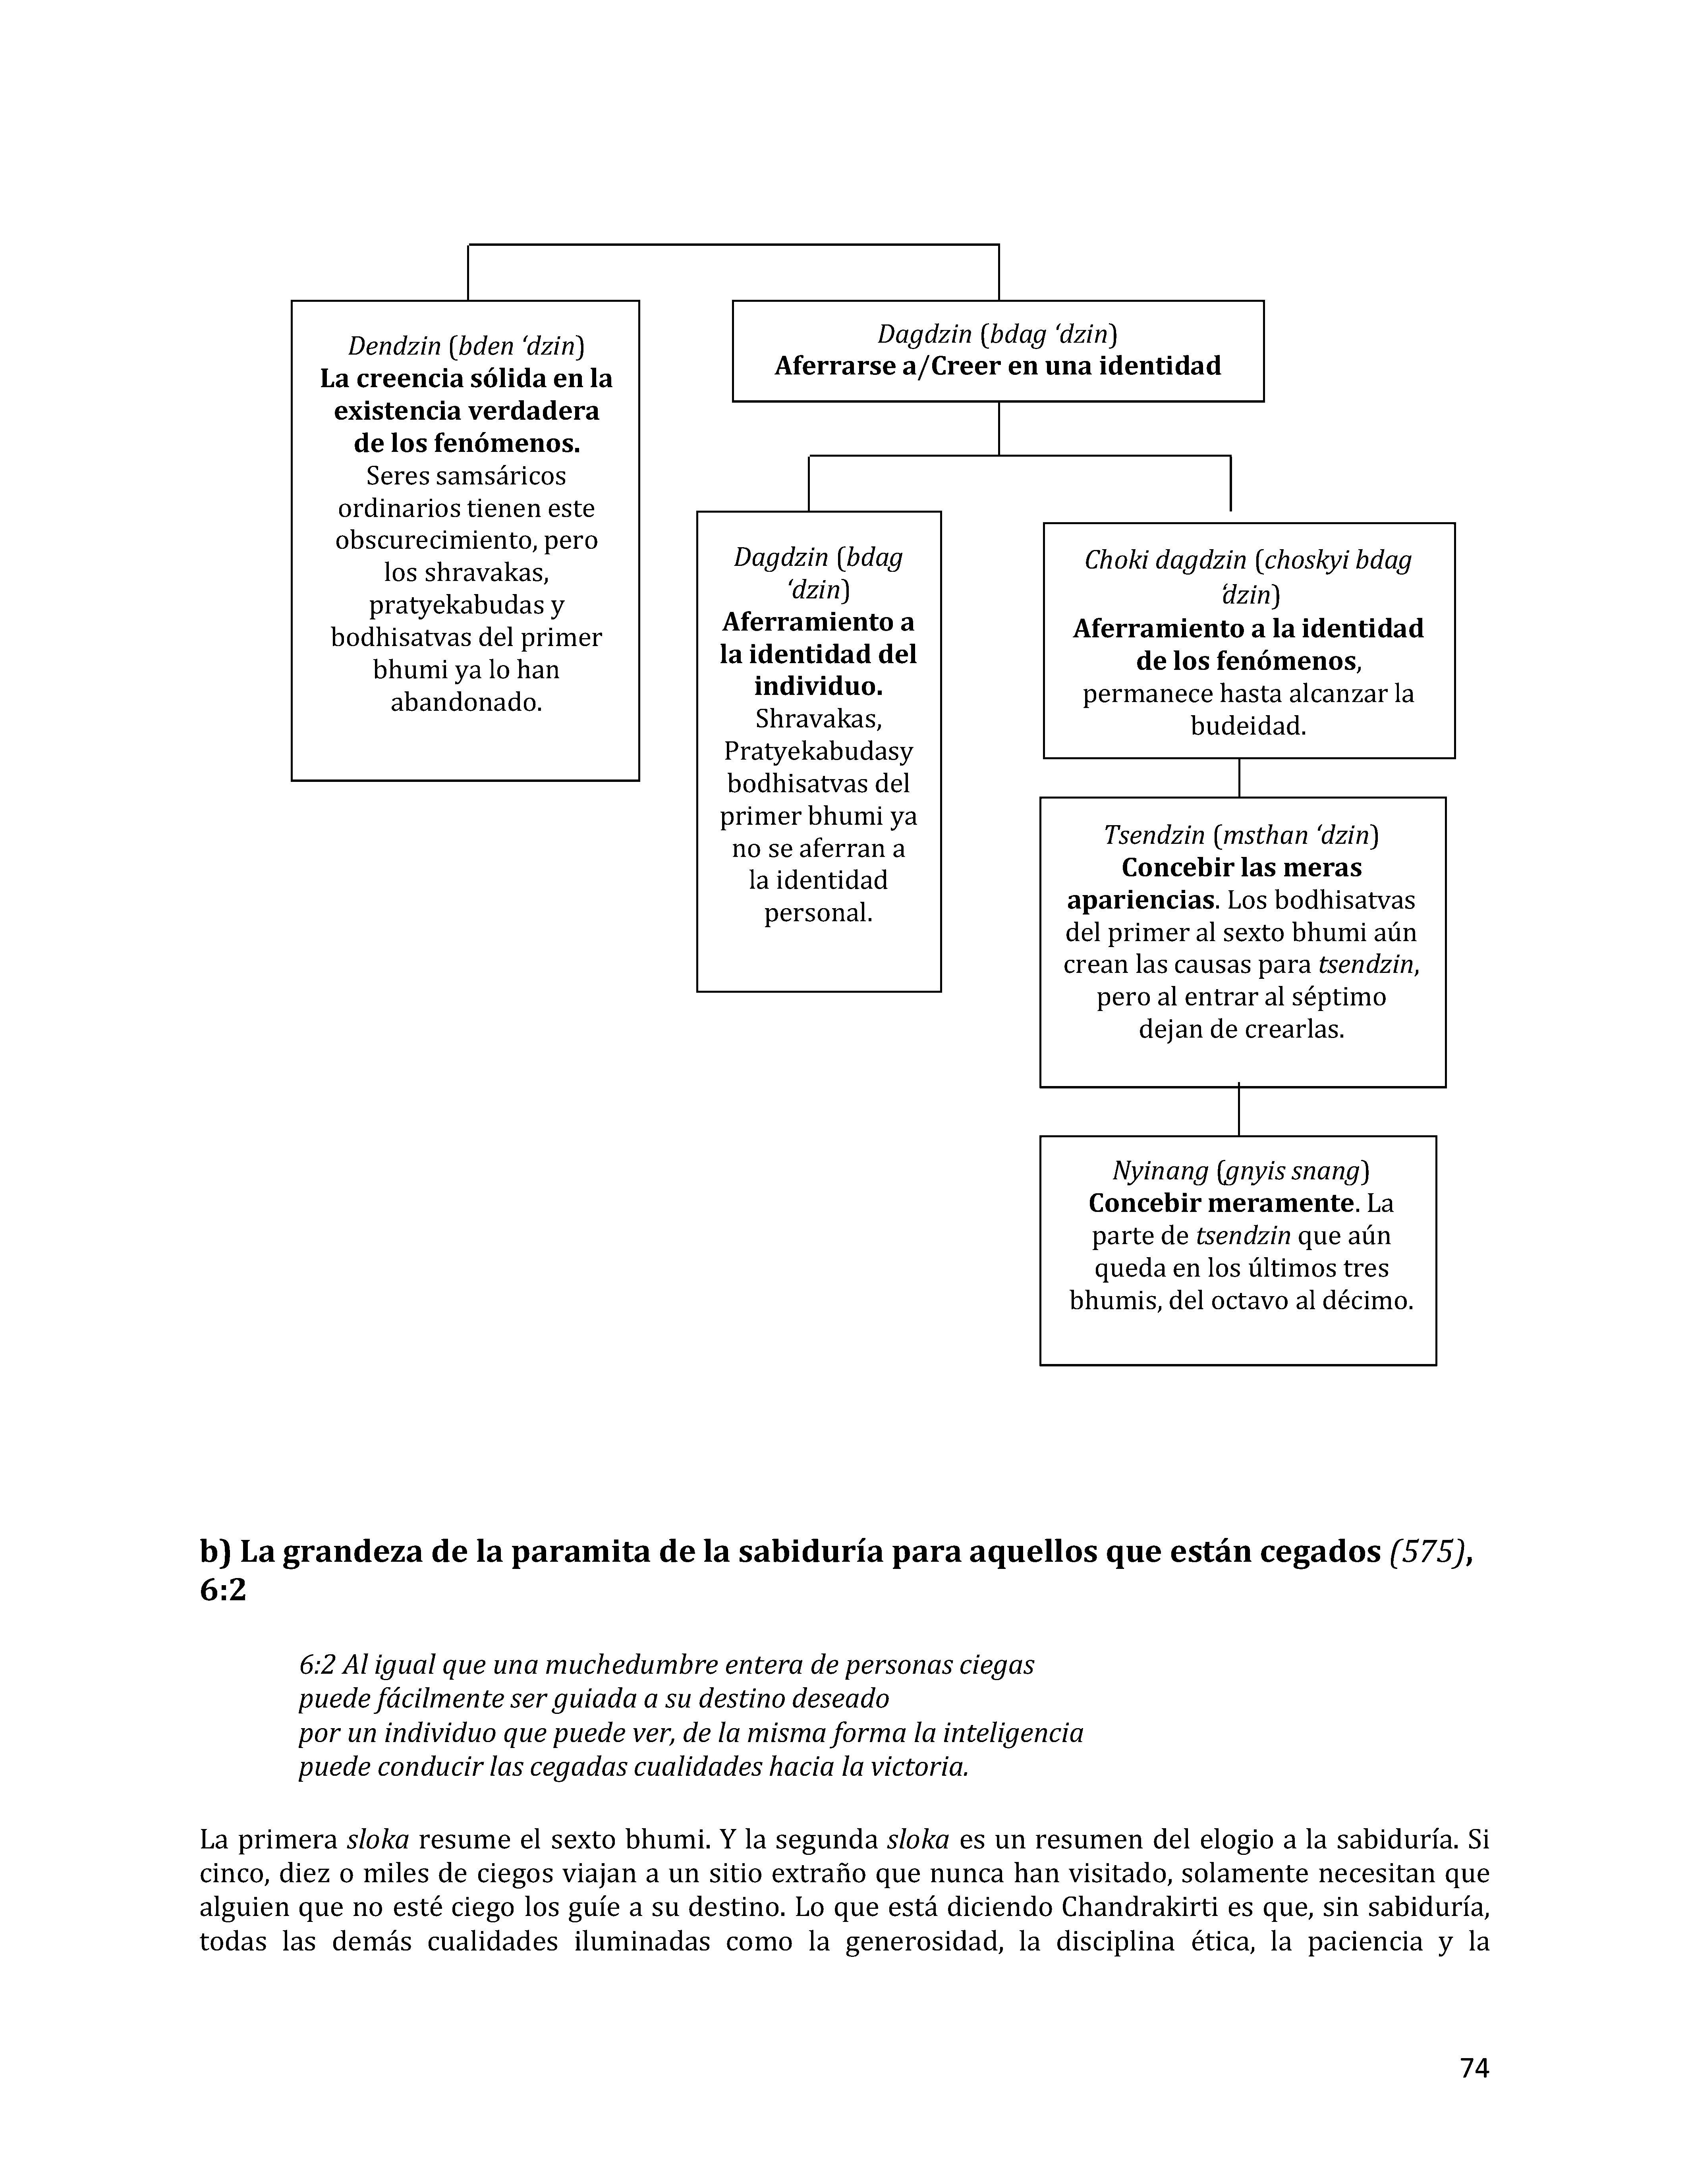 Dendzin (bden ‘dzin)
La creencia sólida en la
existencia verdadera
de los fenómenos.
Seres samsáricos
ordinarios tienen este
obscurecimiento, pero
los shravakas,
pratyekabudas y
bodhisatvas del primer
bhumi ya lo han
abandonado.
Dagdzin (bdag ‘dzin)
Aferrarse a/Creer en una identidad
Dagdzin (bdag
‘dzin)
Aferramiento a
la identidad del
individuo.
Shravakas,
Pratyekabudasy
bodhisatvas del
primer bhumi ya
no se aferran a
la identidad
personal.
Choki dagdzin (choskyi bdag
‘dzin)
Aferramiento a la identidad
de los fenómenos,
permanece hasta alcanzar la
budeidad.
Tsendzin (msthan ‘dzin)
Concebir las meras
apariencias. Los bodhisatvas
del primer al sexto bhumi aún
crean las causas para tsendzin,
pero al entrar al séptimo
dejan de crearlas.
Nyinang (gnyis snang)
Concebir meramente. La
parte de tsendzin que aún
queda en los últimos tres
bhumis, del octavo al décimo.
b) La grandeza de la paramita de la sabiduría para aquellos que están cegados (575),
6:2
6:2 Al igual que una muchedumbre entera de personas ciegas
puede fácilmente ser guiada a su destino deseado
por un individuo que puede ver, de la misma forma la inteligencia
puede conducir las cegadas cualidades hacia la victoria.
La primera sloka resume el sexto bhumi. Y la segunda sloka es un resumen del elogio a la sabiduría. Si
cinco, diez o miles de ciegos viajan a un sitio extraño que nunca han visitado, solamente necesitan que
alguien que no esté ciego los guíe a su destino. Lo que está diciendo Chandrakirti es que, sin sabiduría,
todas las demás cualidades iluminadas como la generosidad, la disciplina ética, la paciencia y la
74